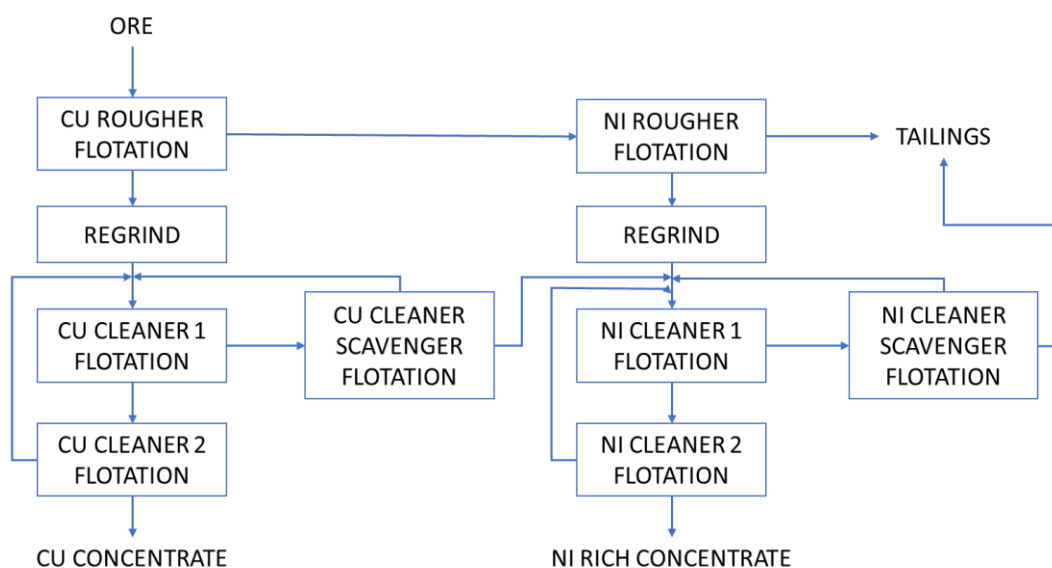 ORE
CU ROUGHER
FLOTATION
NI ROUGHER
FLOTATION
TAILINGS
REGRIND
REGRIND
CU CLEANER 1
FLOTATION
CU CLEANER
SCAVENGER
FLOTATION
NI CLEANER 1
FLOTATION
NI CLEANER
SCAVENGER
FLOTATION
CU CLEANER 2
FLOTATION
NI CLEANER 2
FLOTATION
CU CONCENTRATE
NI RICH CONCENTRATE